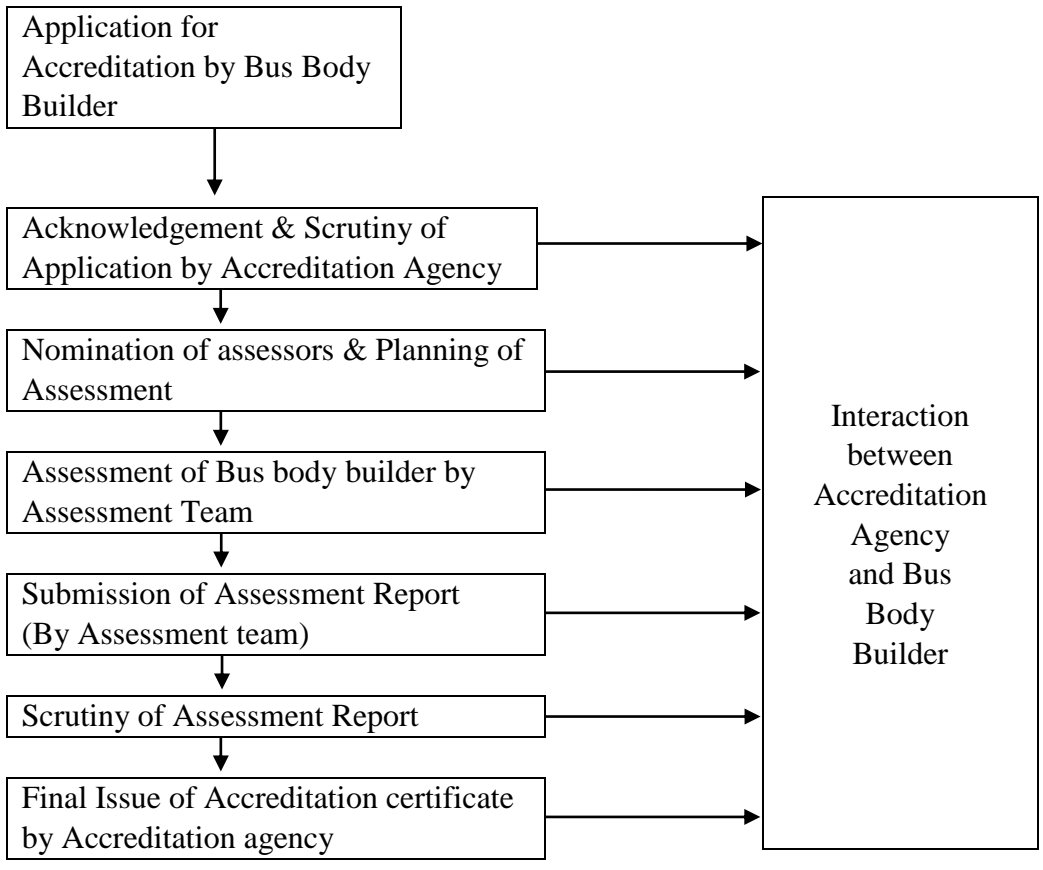 Application for
Accreditation by Bus Body
Builder
Acknowledgement & Scrutiny of
Application by Accreditation Agency
Nomination of assessors & Planning of
Assessment
Assessment of Bus body builder by
Assessment Team
Submission of Assessment Report
(By Assessment team)
Scrutiny of Assessment Report
Final Issue of Accreditation certificate
by Accreditation agency
Interaction
between
Accreditation
Agency
and Bus
Body
Builder